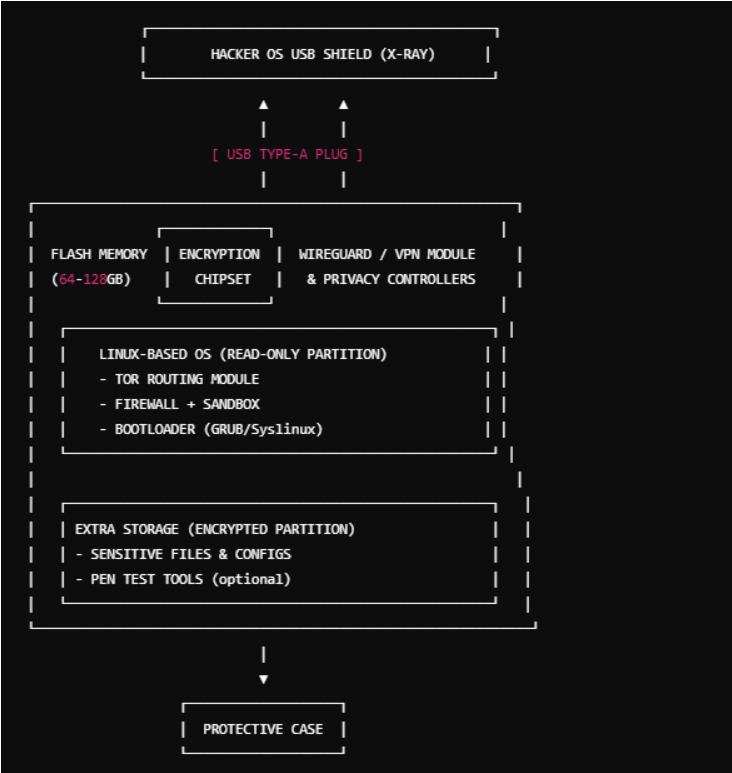 HACKER OS USB SHIELD (X-RAY)
[ USB TYPE-A PLUG ]
FLASH MEMORY
(64-128GB)
ENCRYPTION
CHIPSET
WIREGUARD / VPN MODULE
& PRIVACY CONTROLLERS
LINUX-BASED OS (READ-ONLY PARTITION)
- TOR ROUTING MODULE
- FIREWALL + SANDBOX
- BOOTLOADER (GRUB/Syslinux)
EXTRA STORAGE (ENCRYPTED PARTITION)
- SENSITIVE FILES & CONFIGS
- PEN TEST TOOLS (optional)
PROTECTIVE CASE